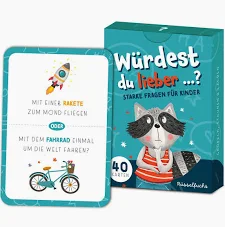 MIT EINER RAKETE
ZUM MOND FLIEGEN
ODER
MIT DEM FAHRRAD EINMAL
UM DIE WELT FAHREN?
Würdest
du lieber ...?
STARKE FRAGEN FÜR KINDER
40
KARTEN
Rüsselfuchs